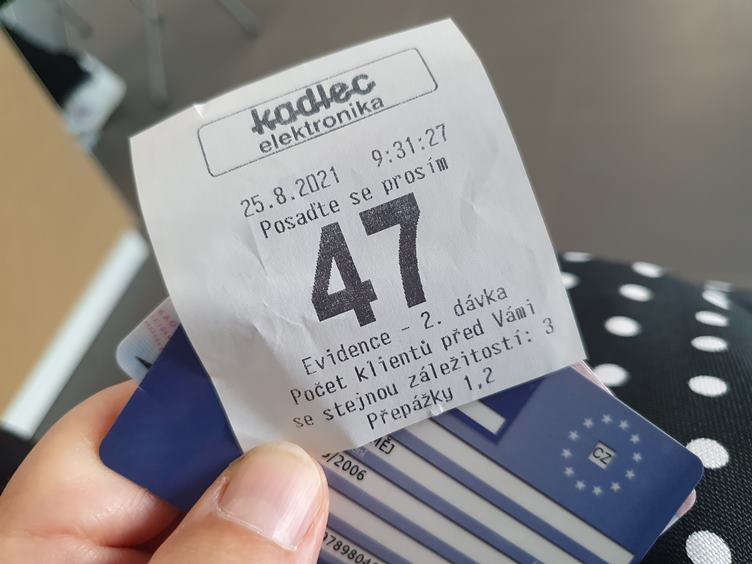 kadlec
elektronika
25.8.2021 9:31:27
Posaďte se prosím
47
Evidence - 2. dávka
Počet klientů před Vámi
se stejnou záležitostí: 3
Přepážky 1,2
CZ
/2006